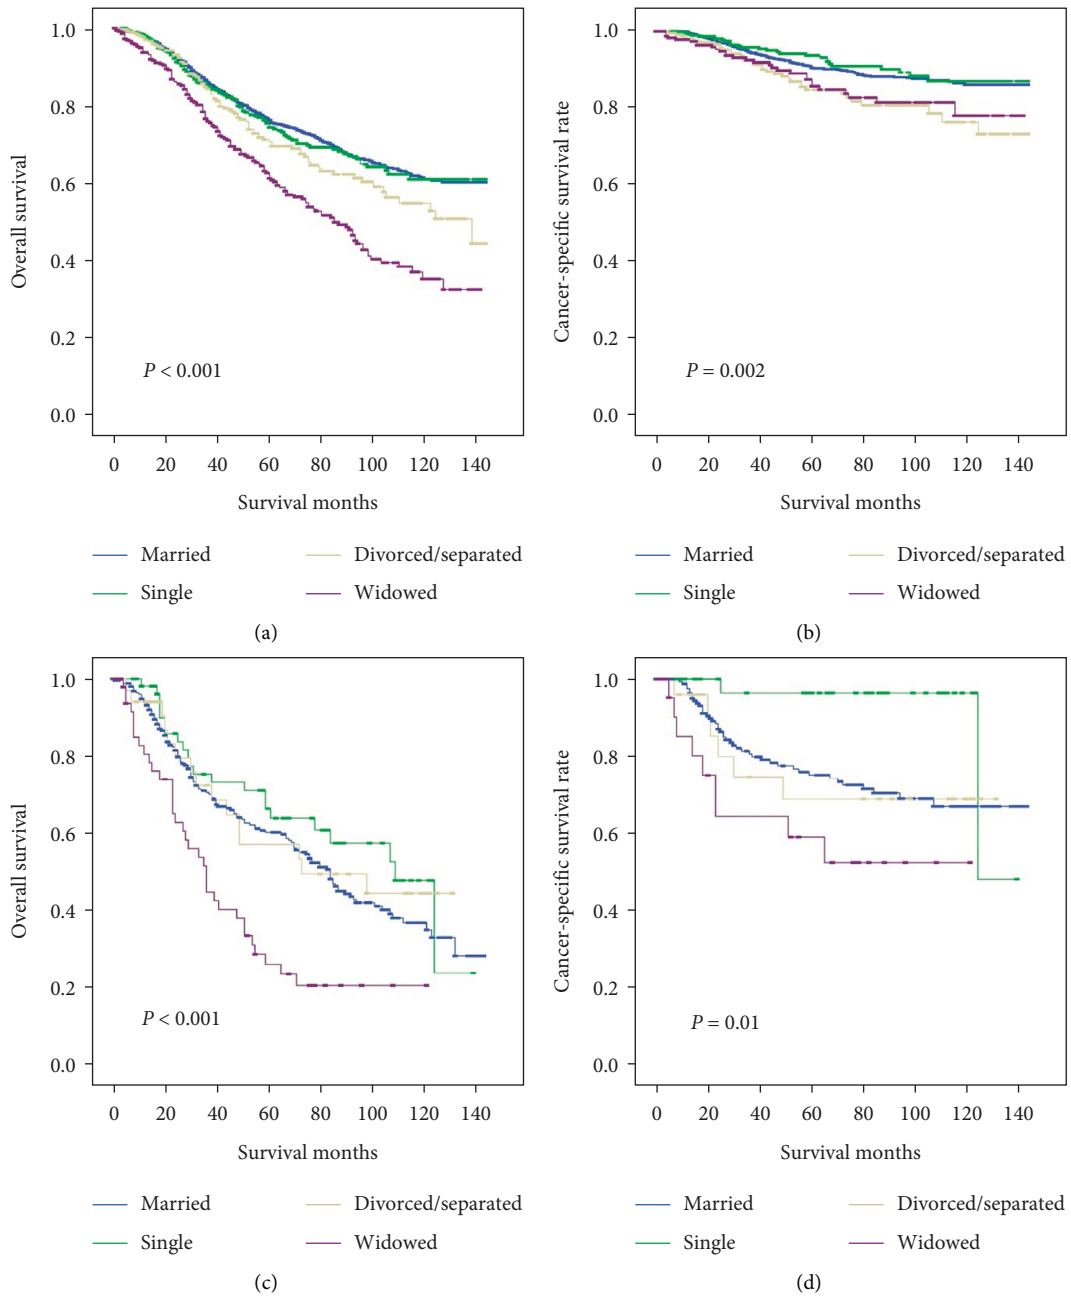 1.0
0.8
0.6
0.4
0.2
0.0
Overall survival
P < 0.001
0 20 40 60 80 100 120 140
Survival months
Married Divorced/separated
Single Widowed
(a)
1.0
0.8
0.6
0.4
0.2
0.0
Cancer-specific survival rate
P = 0.002
0 20 40 60 80 100 120 140
Survival months
Married Divorced/separated
Single Widowed
(b)
1.0
0.8
0.6
0.4
0.2
0.0
Overall survival
P < 0.001
0 20 40 60 80 100 120 140
Survival months
Married Divorced/separated
Single Widowed
(c)
1.0
0.8
0.6
0.4
0.2
0.0
Cancer-specific survival rate
P = 0.01
0 20 40 60 80 100 120 140
Survival months
Married Divorced/separated
Single Widowed
(d)